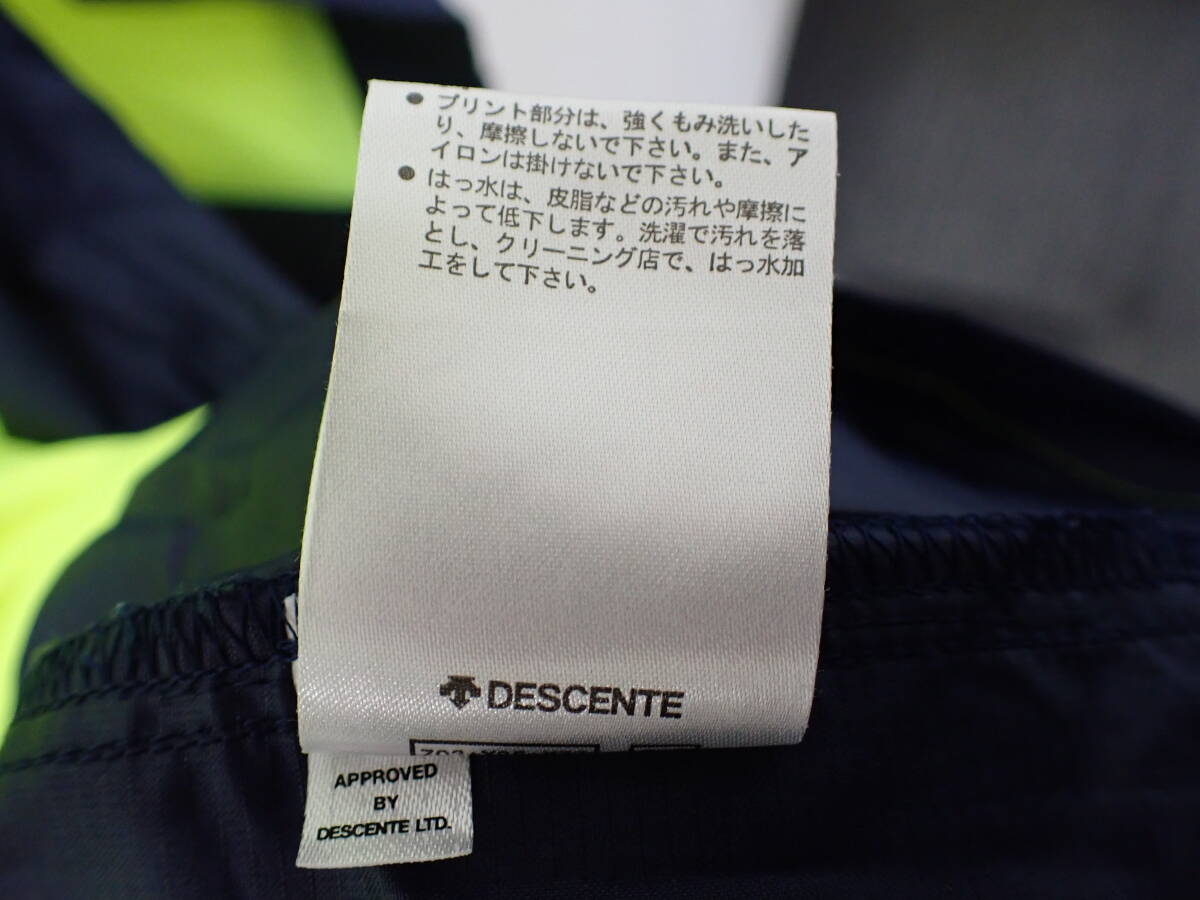 ● プリント部分は、強くもみ洗いした
り、摩擦しないで下さい。また、ア
イロンは掛けないで下さい。
● はっ水は、皮脂などの汚れや摩擦に
よって低下します。洗濯で汚れを落
とし、クリーニング店で、はっ水加
工をして下さい。
DESCENTE
APPROVED
BY
DESCENTE LTD.